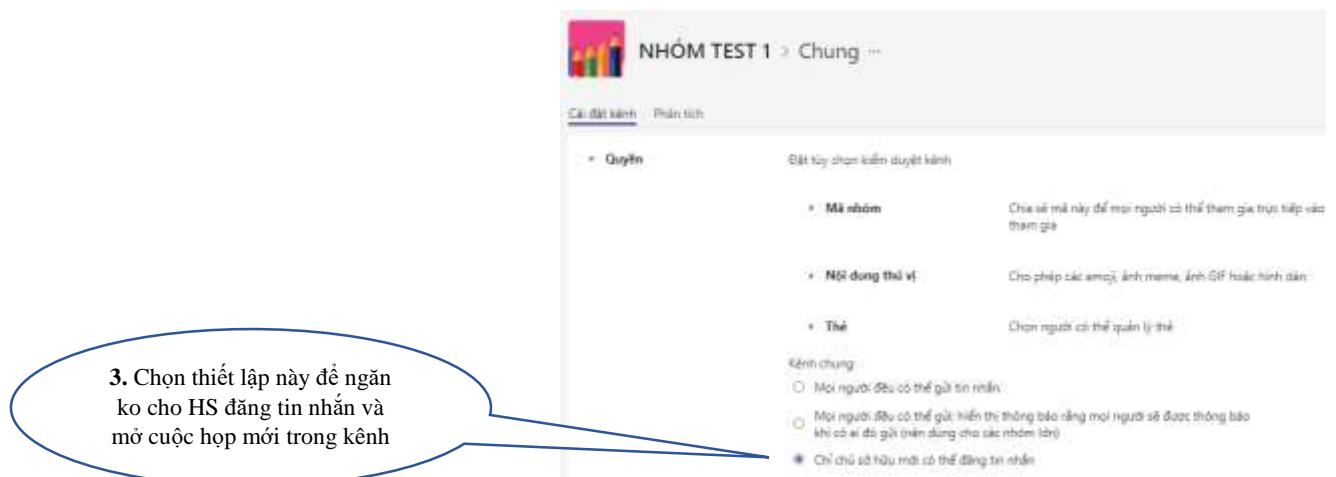 NHÓM TEST 1 > Chung ...
Cài đặt kênh Phân tích
Quyền
Đặt tùy chọn kiểm duyệt kênh
Mã nhóm
Chia sẻ mã này để mọi người có thể tham gia trực tiếp vào
tham gia
Nội dung thú vị
Cho phép các emoji, ảnh meme, ảnh GIF hoặc hình dán
Thẻ
Chọn người có thể quản lý thẻ
Kênh chung:
Mọi người đều có thể gửi tin nhắn
Mọi người đều có thể gửi; hiển thị thông báo rằng mọi người sẽ được thông báo
khi có ai đó gửi (nên dùng cho các nhóm lớn)
Chỉ chủ sở hữu mới có thể đăng tin nhắn
3. Chọn thiết lập này để ngăn
ko cho HS đăng tin nhắn và
mở cuộc họp mới trong kênh